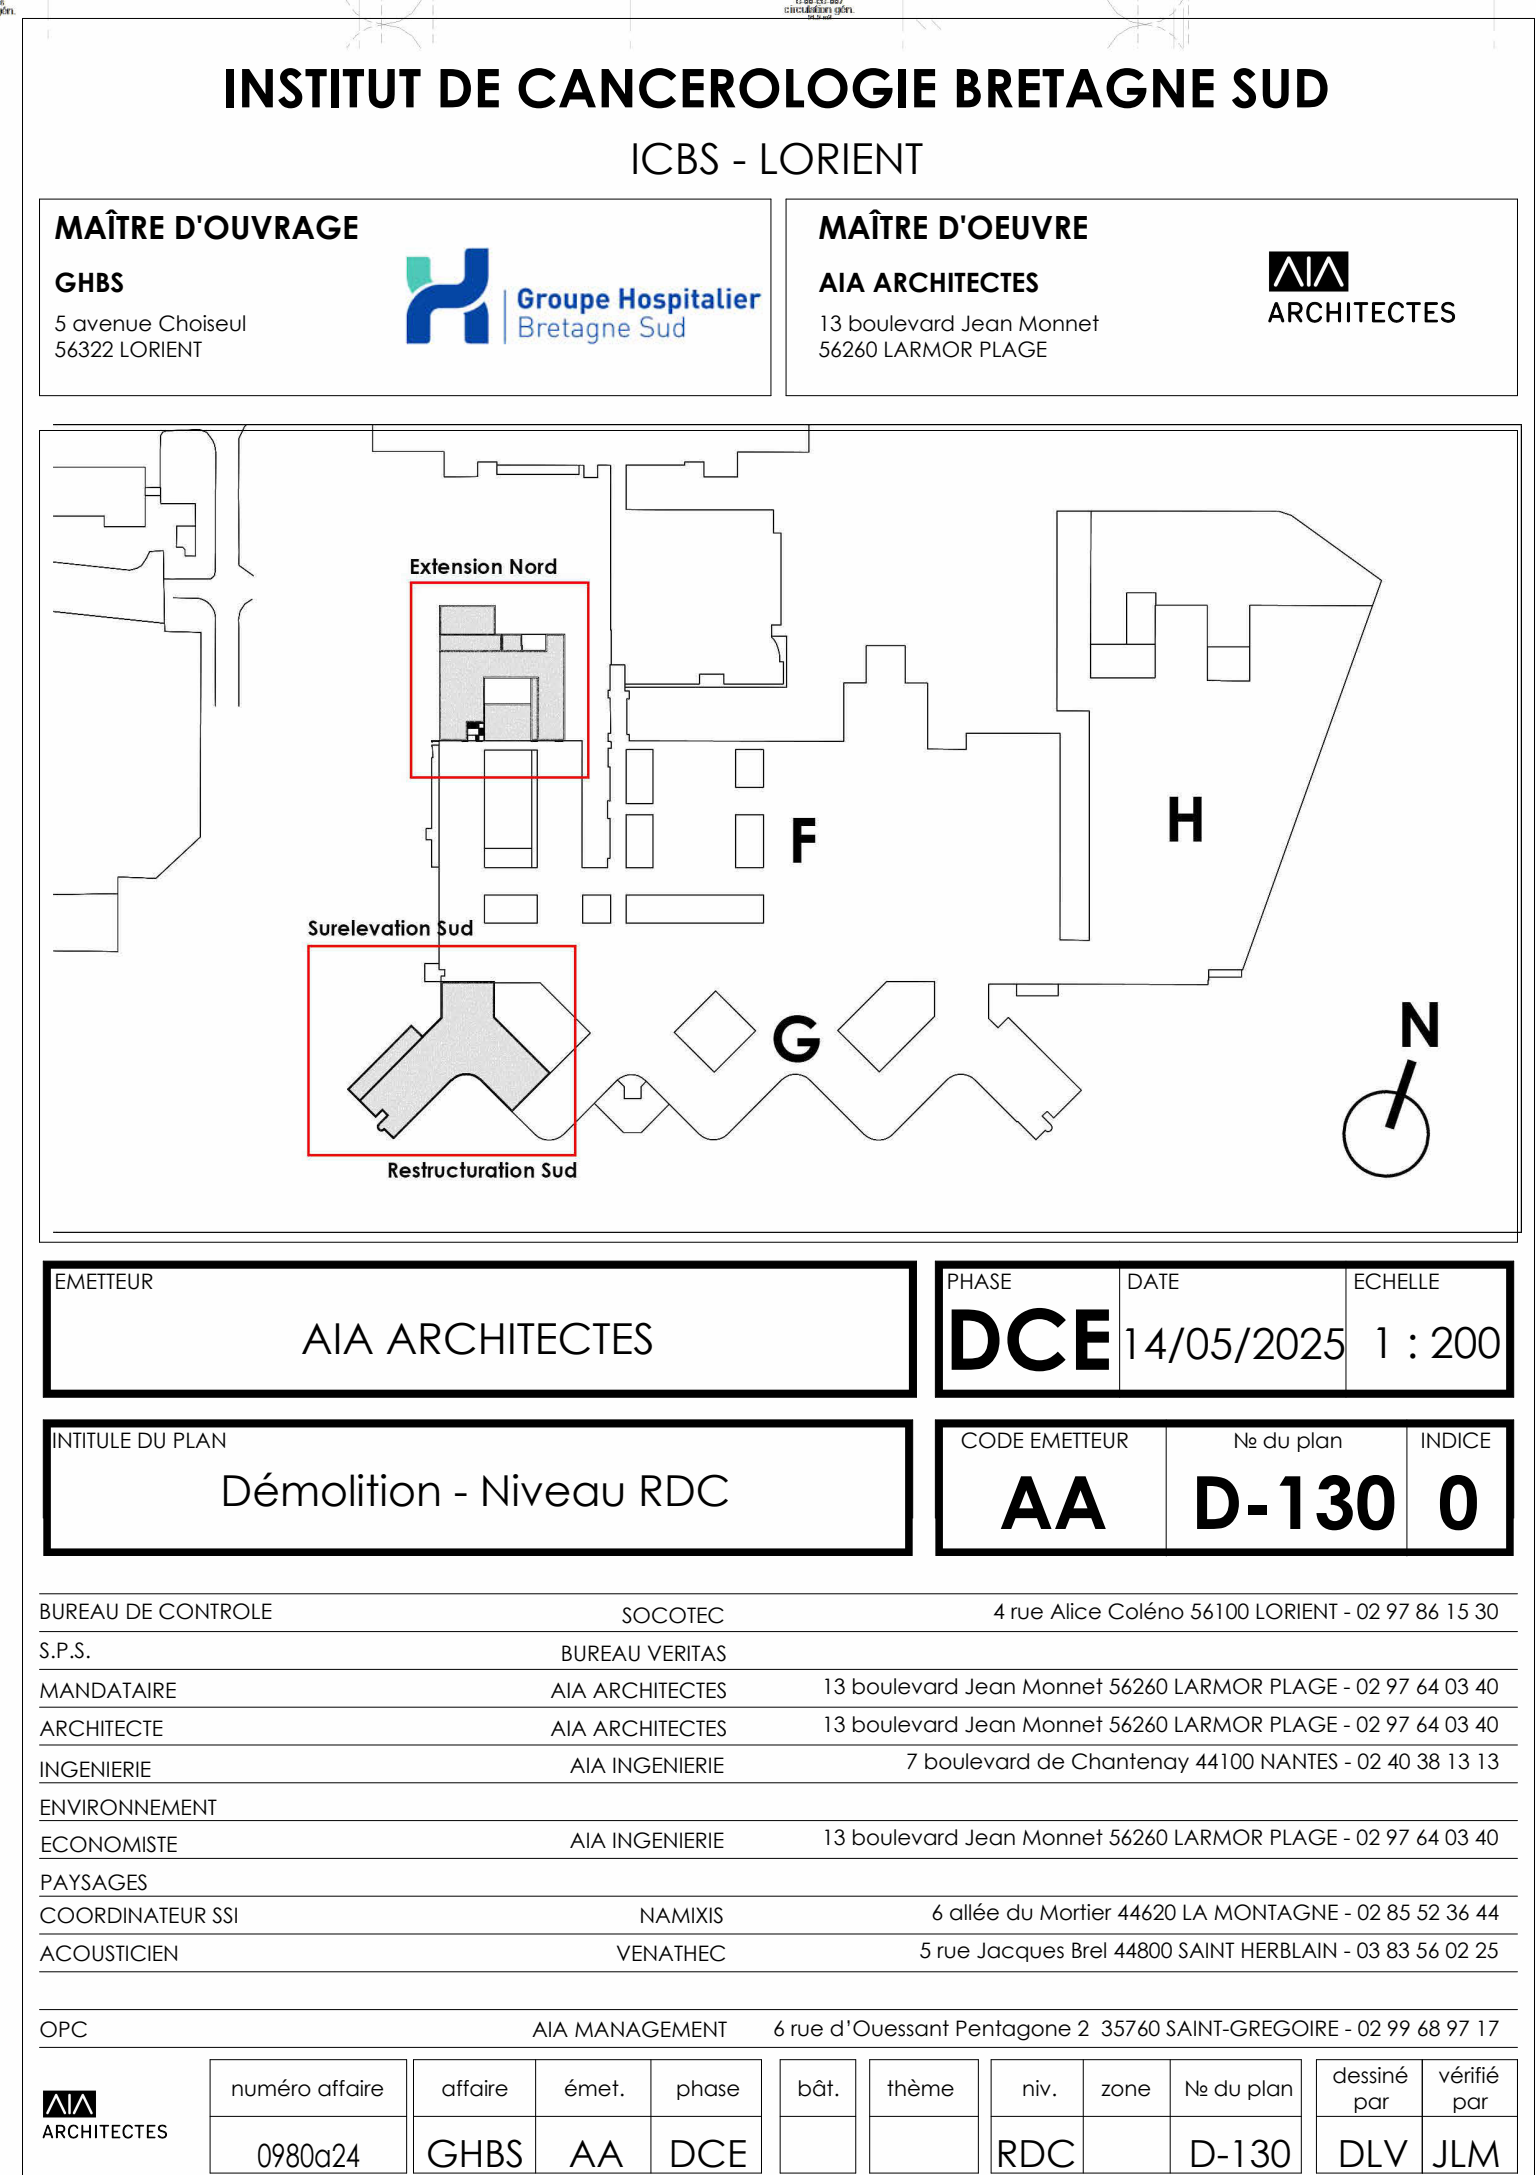 circulation gén.
INSTITUT DE CANCEROLOGIE BRETAGNE SUD
ICBS - LORIENT
MAÎTRE D'OUVRAGE
GHBS
5 avenue Choiseul
56322 LORIENT
Groupe Hospitalier
Bretagne Sud
MAÎTRE D'OEUVRE
AIA ARCHITECTES
13 boulevard Jean Monnet
56260 LARMOR PLAGE
AIA
ARCHITECTES
Extension Nord
F
H
Surelevation Sud
G
N
Restructuration Sud
EMETTEUR
AIA ARCHITECTES
PHASE DATE ECHELLE
DCE 14/05/2025 1 : 200
INTITULE DU PLAN
Démolition - Niveau RDC
CODE EMETTEUR № du plan INDICE
AA D-130 0
BUREAU DE CONTROLE SOCOTEC 4 rue Alice Coléno 56100 LORIENT - 02 97 86 15 30
S.P.S. BUREAU VERITAS
MANDATAIRE AIA ARCHITECTES 13 boulevard Jean Monnet 56260 LARMOR PLAGE - 02 97 64 03 40
ARCHITECTE AIA ARCHITECTES 13 boulevard Jean Monnet 56260 LARMOR PLAGE - 02 97 64 03 40
INGENIERIE AIA INGENIERIE 7 boulevard de Chantenay 44100 NANTES - 02 40 38 13 13
ENVIRONNEMENT
ECONOMISTE AIA INGENIERIE 13 boulevard Jean Monnet 56260 LARMOR PLAGE - 02 97 64 03 40
PAYSAGES
COORDINATEUR SSI NAMIXIS 6 allée du Mortier 44620 LA MONTAGNE - 02 85 52 36 44
ACOUSTICIEN VENATHEC 5 rue Jacques Brel 44800 SAINT HERBLAIN - 03 83 56 02 25
OPC AIA MANAGEMENT 6 rue d’Ouessant Pentagone 2 35760 SAINT-GREGOIRE - 02 99 68 97 17
AIA
ARCHITECTES
numéro affaire affaire émet. phase bât. thème niv. zone № du plan dessiné par vérifié par
0980a24 GHBS AA DCE RDC D-130 DLV JLM